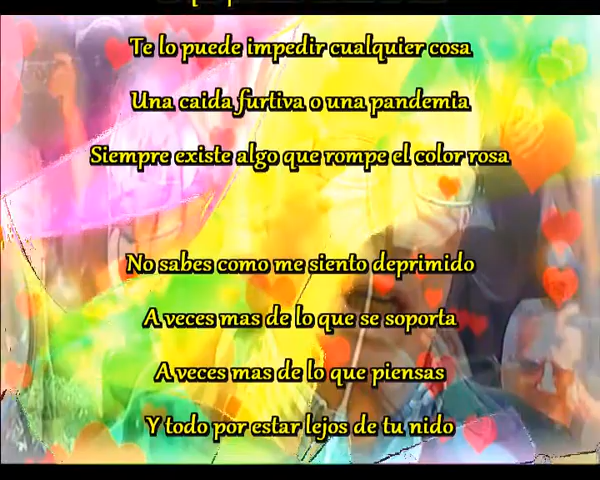 Te lo puede impedir cualquier cosa
Una caida furtiva o una pandemia
Siempre existe algo que rompe el color rosa
No sabes como me siento deprimido
A veces mas de lo que se soporta
A veces mas de lo que piensas
Y todo por estar lejos de tu nido